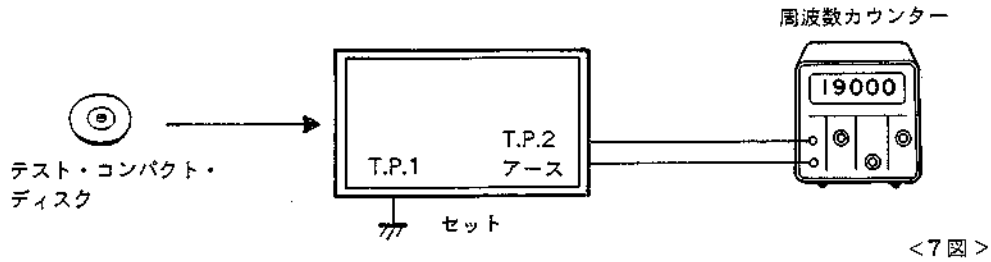 周波数カウンター
19000
T.P.2
T.P.1 アース
テスト・コンパクト・
ディスク
セット
<7図>